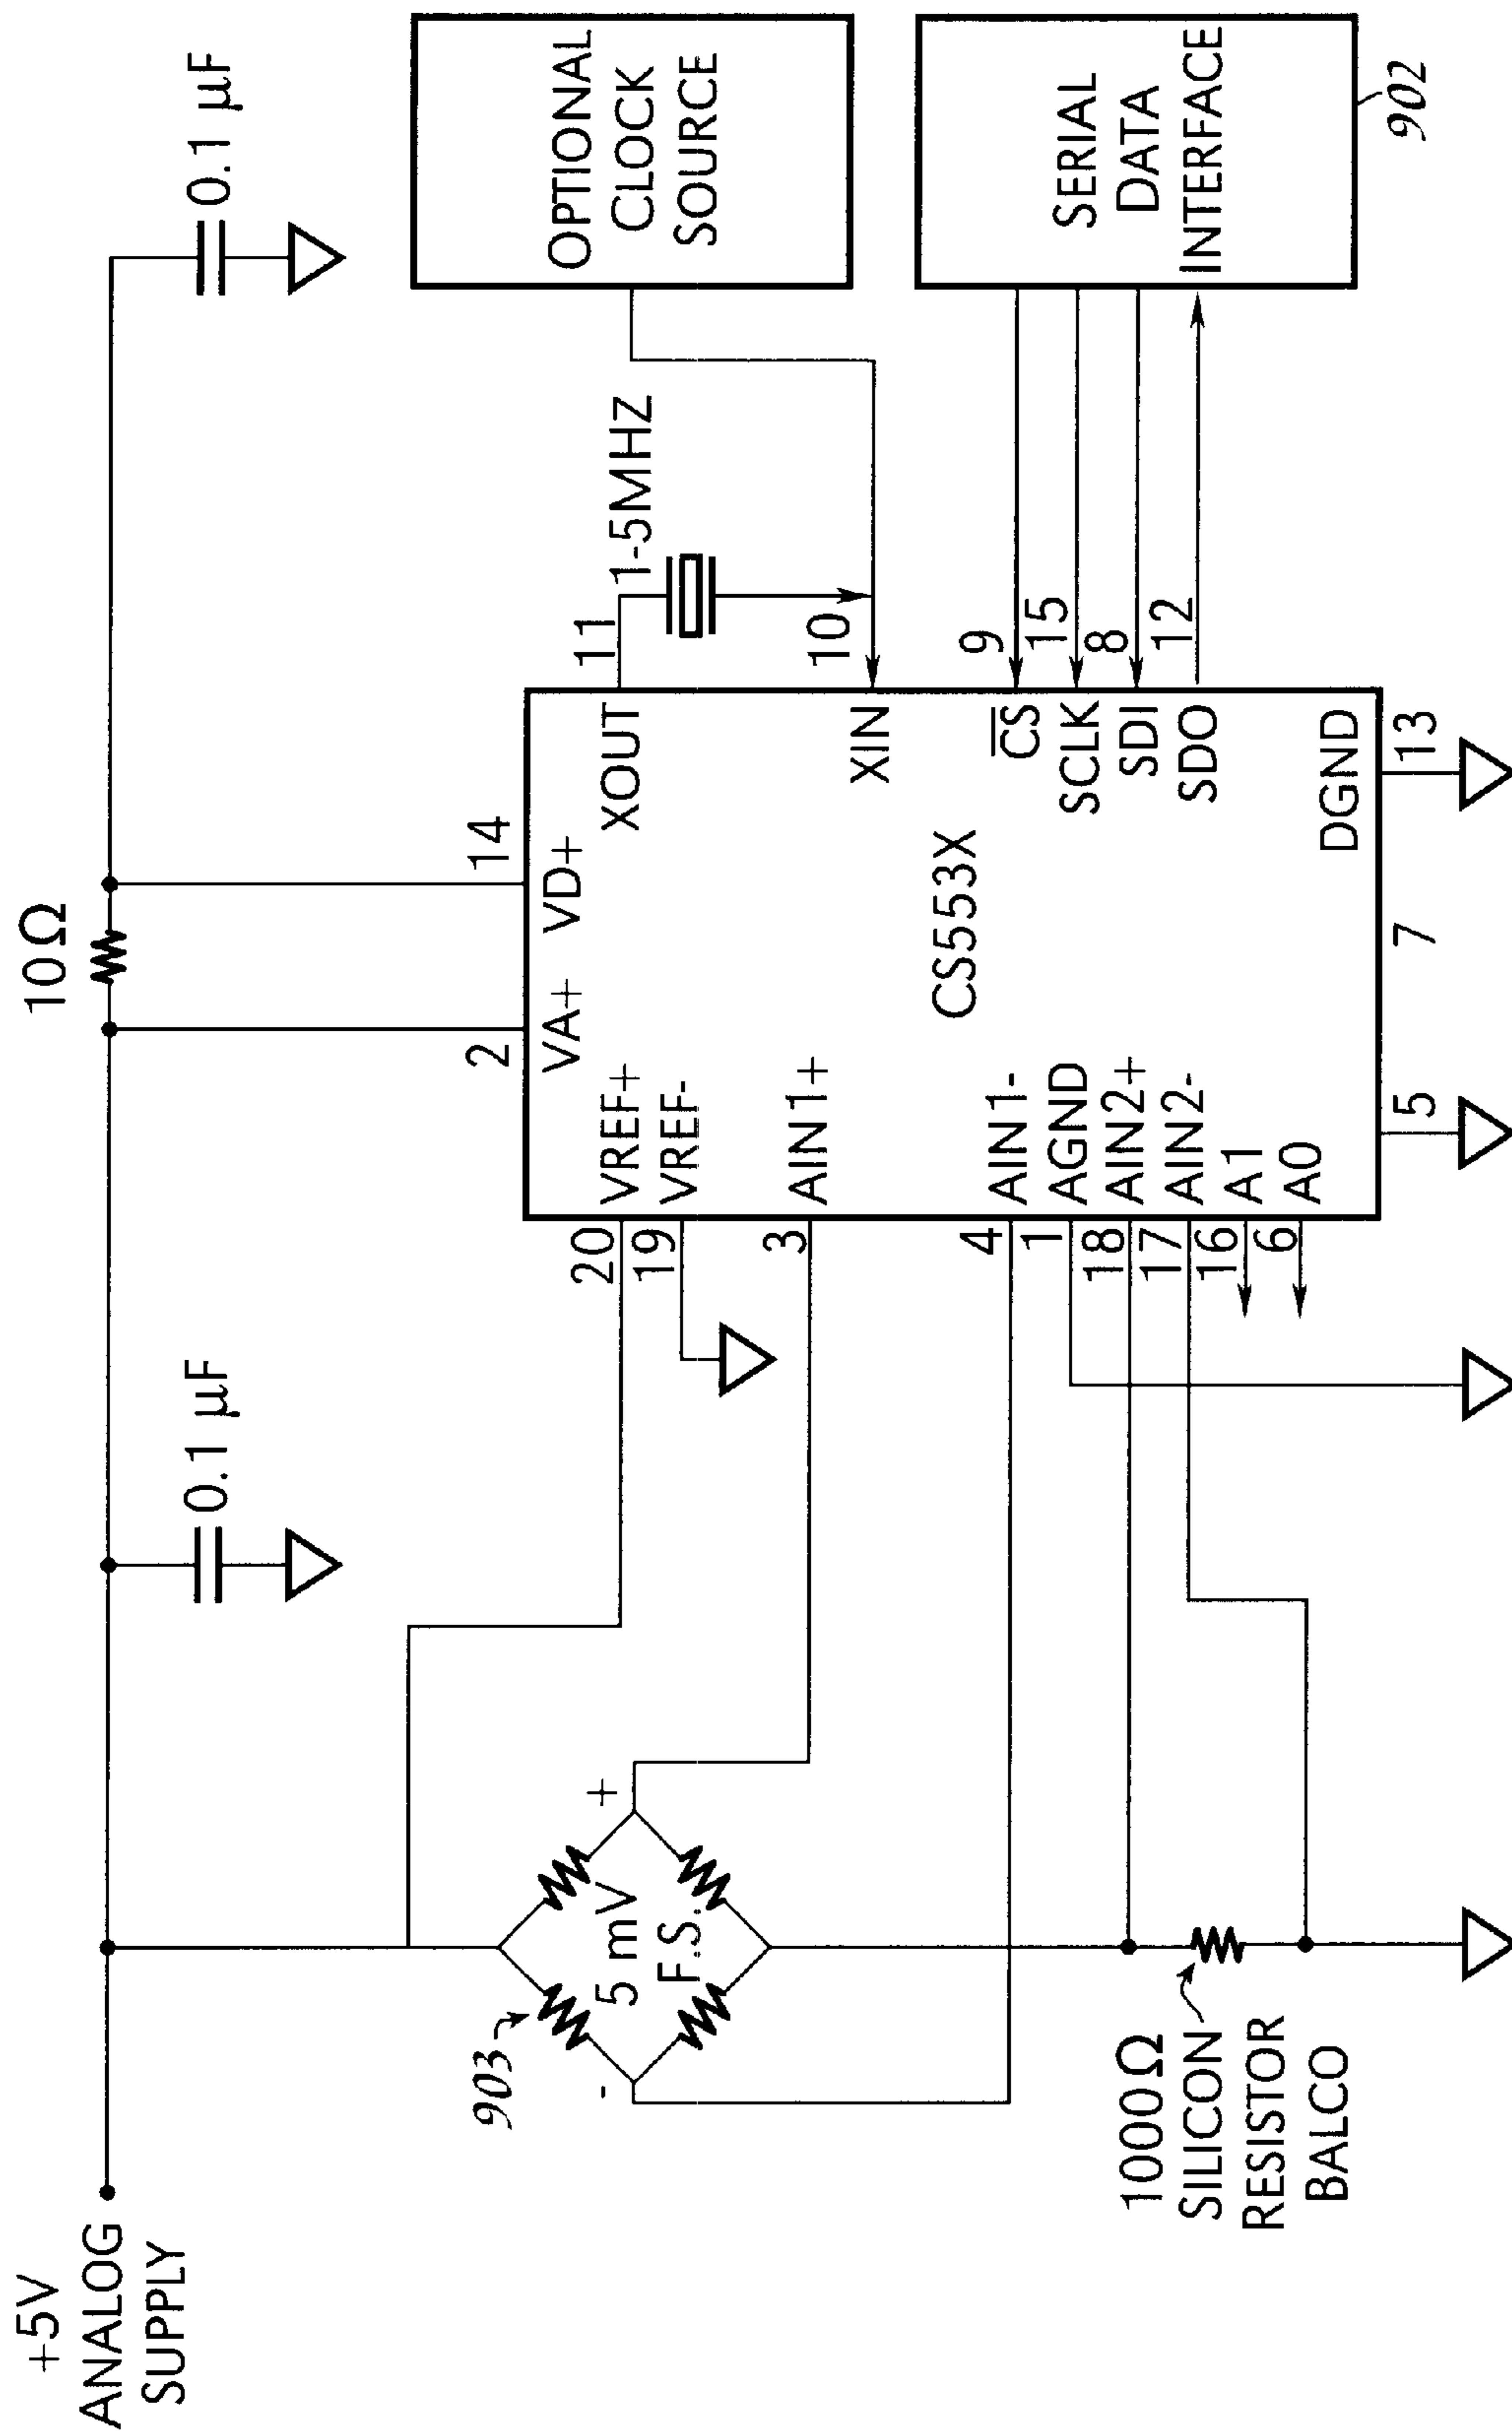 +5V
ANALOG
SUPPLY
0.1 µF
10 Ω
0.1 µF
2
14
VA+
VD+
20
VREF+
19
VREF-
3
AIN1+
4
AIN1-
1
AGND
18
AIN2+
17
AIN2-
16
A1
6
A0
CS553X
XOUT
11
1-5MHZ
XIN
10
CS
9
SCLK
15
SDI
8
SDO
12
DGND
13
5
7
OPTIONAL
CLOCK
SOURCE
SERIAL
DATA
INTERFACE
902
903
-
+
5 mV
F.S.
1000 Ω
SILICON
RESISTOR
BALCO